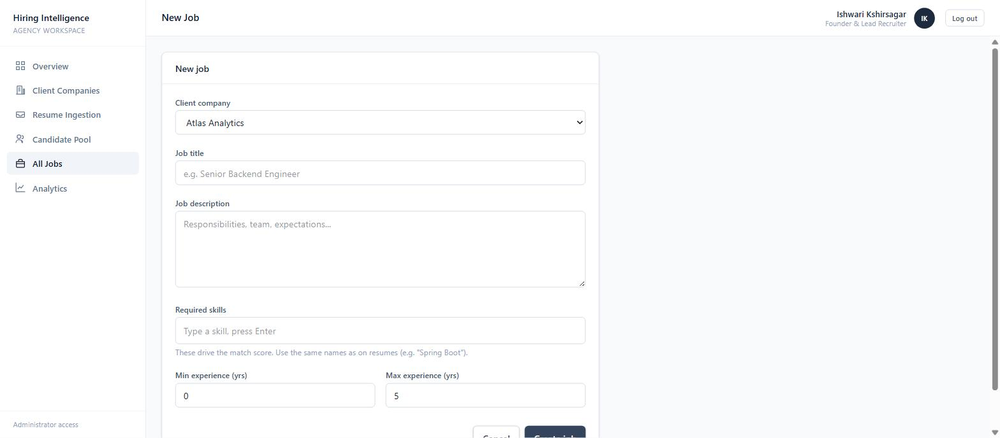 Hiring Intelligence
AGENCY WORKSPACE
Overview
Client Companies
Resume Ingestion
Candidate Pool
All Jobs
Analytics
Administrator access
New Job
Ishwari Kshirsagar
Founder & Lead Recruiter
IK
Log out
New job
Client company
Atlas Analytics
Job title
e.g. Senior Backend Engineer
Job description
Responsibilities, team, expectations...
Required skills
Type a skill, press Enter
These drive the match score. Use the same names as on resumes (e.g. "Spring Boot").
Min experience (yrs) Max experience (yrs)
0 5
Cancel Create job